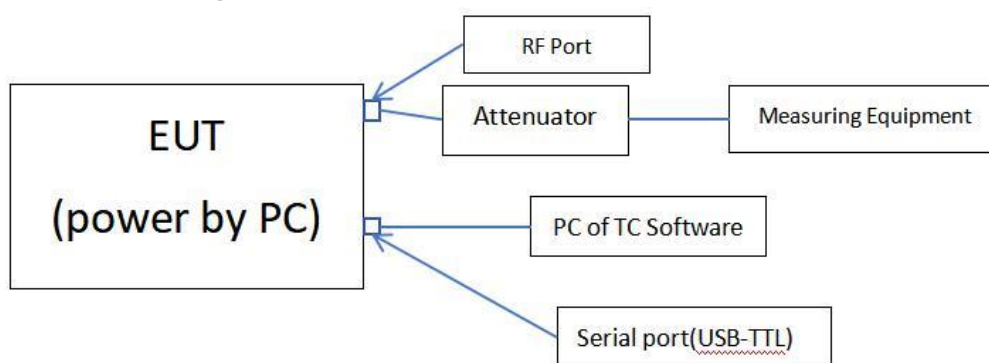 RF Port
EUT
(power by PC)
Attenuator
Measuring Equipment
PC of TC Software
Serial port(USB-TTL)